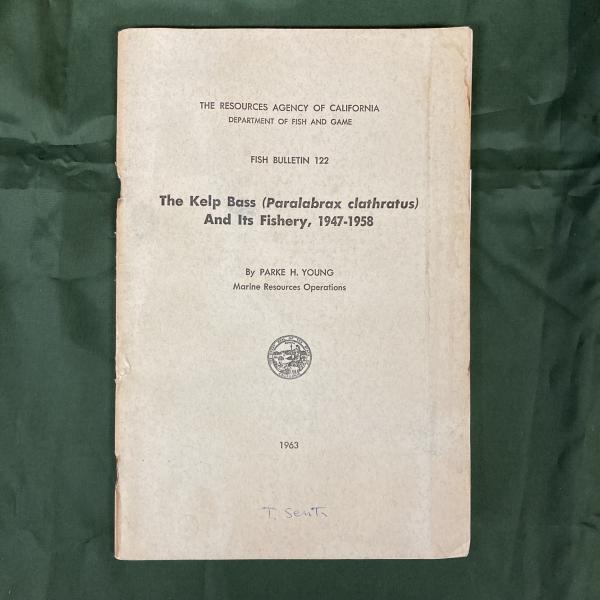 THE RESOURCES AGENCY OF CALIFORNIA
DEPARTMENT OF FISH AND GAME
FISH BULLETIN 122
The Kelp Bass (Paralabrax clathratus)
And Its Fishery, 1947-1958
By PARKE H. YOUNG
Marine Resources Operations
1963
T.